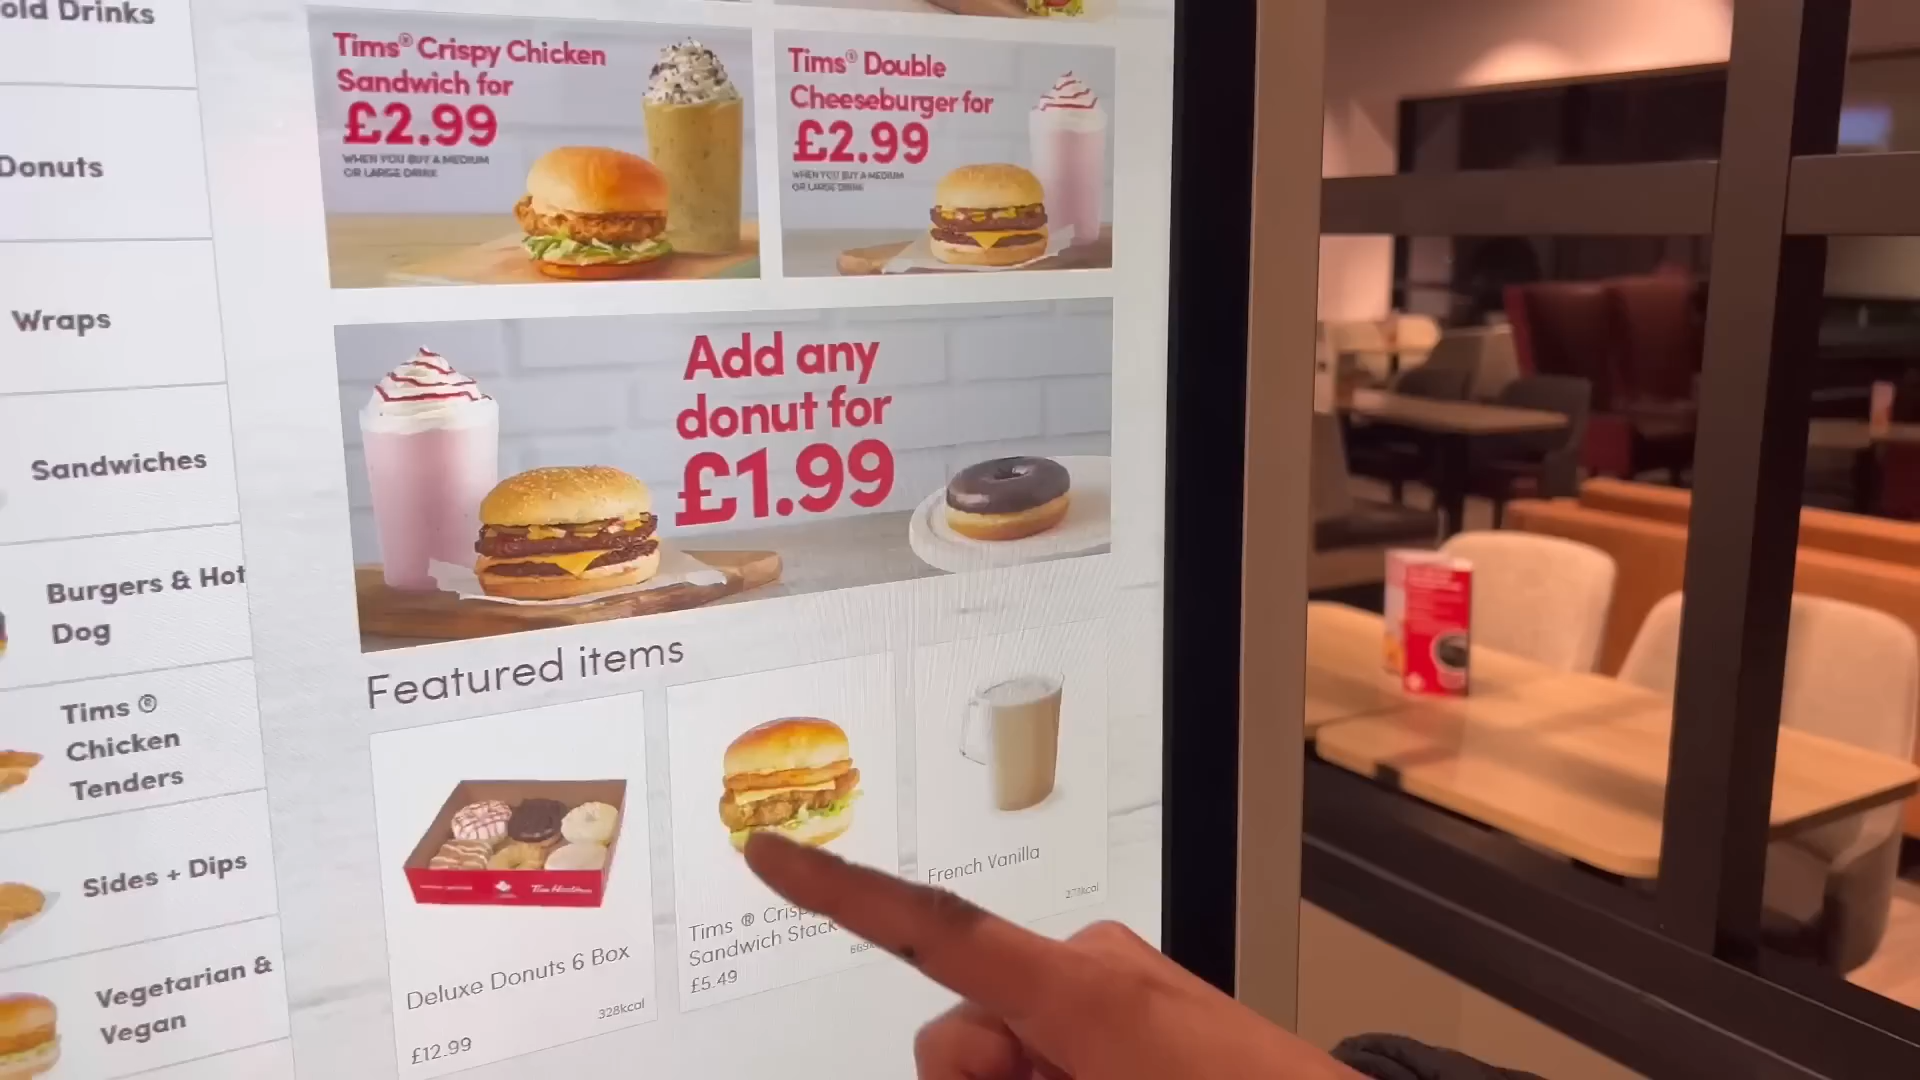 old Drinks
Donuts
Wraps
Sandwiches
Burgers & Hot
Dog
Tims ®
Chicken
Tenders
Sides + Dips
Vegetarian &
Vegan
Tims® Crispy Chicken
Sandwich for
£2.99
WHEN YOU BUY A MEDIUM
OR LARGE DRINK
Tims® Double
Cheeseburger for
£2.99
WHEN YOU BUY A MEDIUM
OR LARGE DRINK
Add any
donut for
£1.99
Featured items
Tim Hortons
Deluxe Donuts 6 Box
328kcal
£12.99
Tims ® Crisp
Sandwich Stack
£5.49
French Vanilla
277kcal